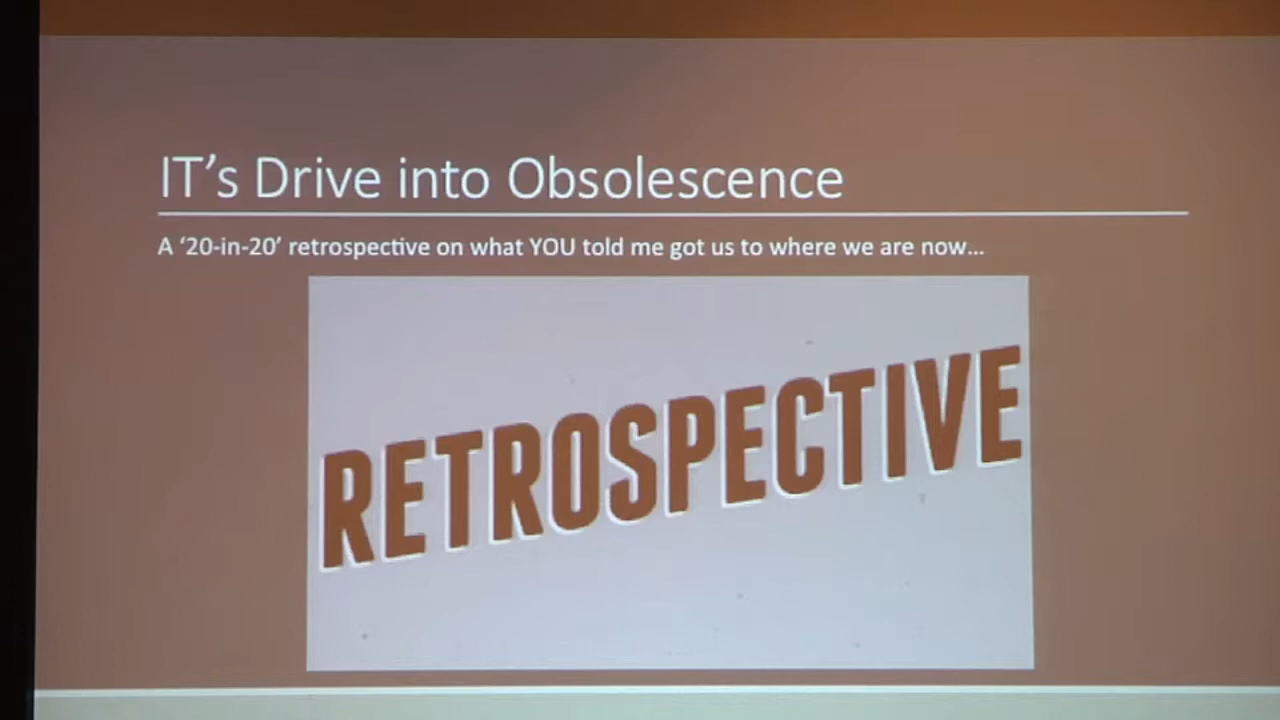 IT’s Drive into Obsolescence
A ‘20-in-20’ retrospective on what YOU told me got us to where we are now...
RETROSPECTIVE